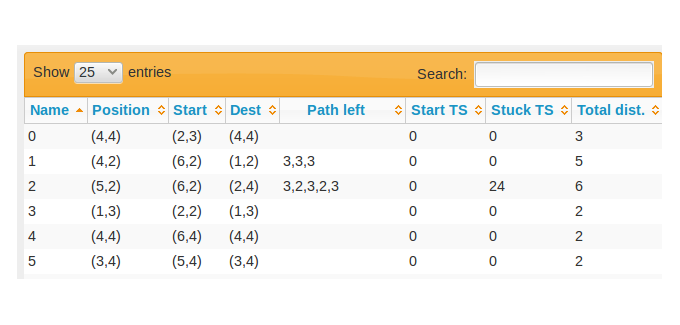 Show 25 entries Search:
Name Position Start Dest Path left Start TS Stuck TS Total dist.
0 (4,4) (2,3) (4,4) 0 0 3
1 (4,2) (6,2) (1,2) 3,3,3 0 0 5
2 (5,2) (6,2) (2,4) 3,2,3,2,3 0 24 6
3 (1,3) (2,2) (1,3) 0 0 2
4 (4,4) (6,4) (4,4) 0 0 2
5 (3,4) (5,4) (3,4) 0 0 2